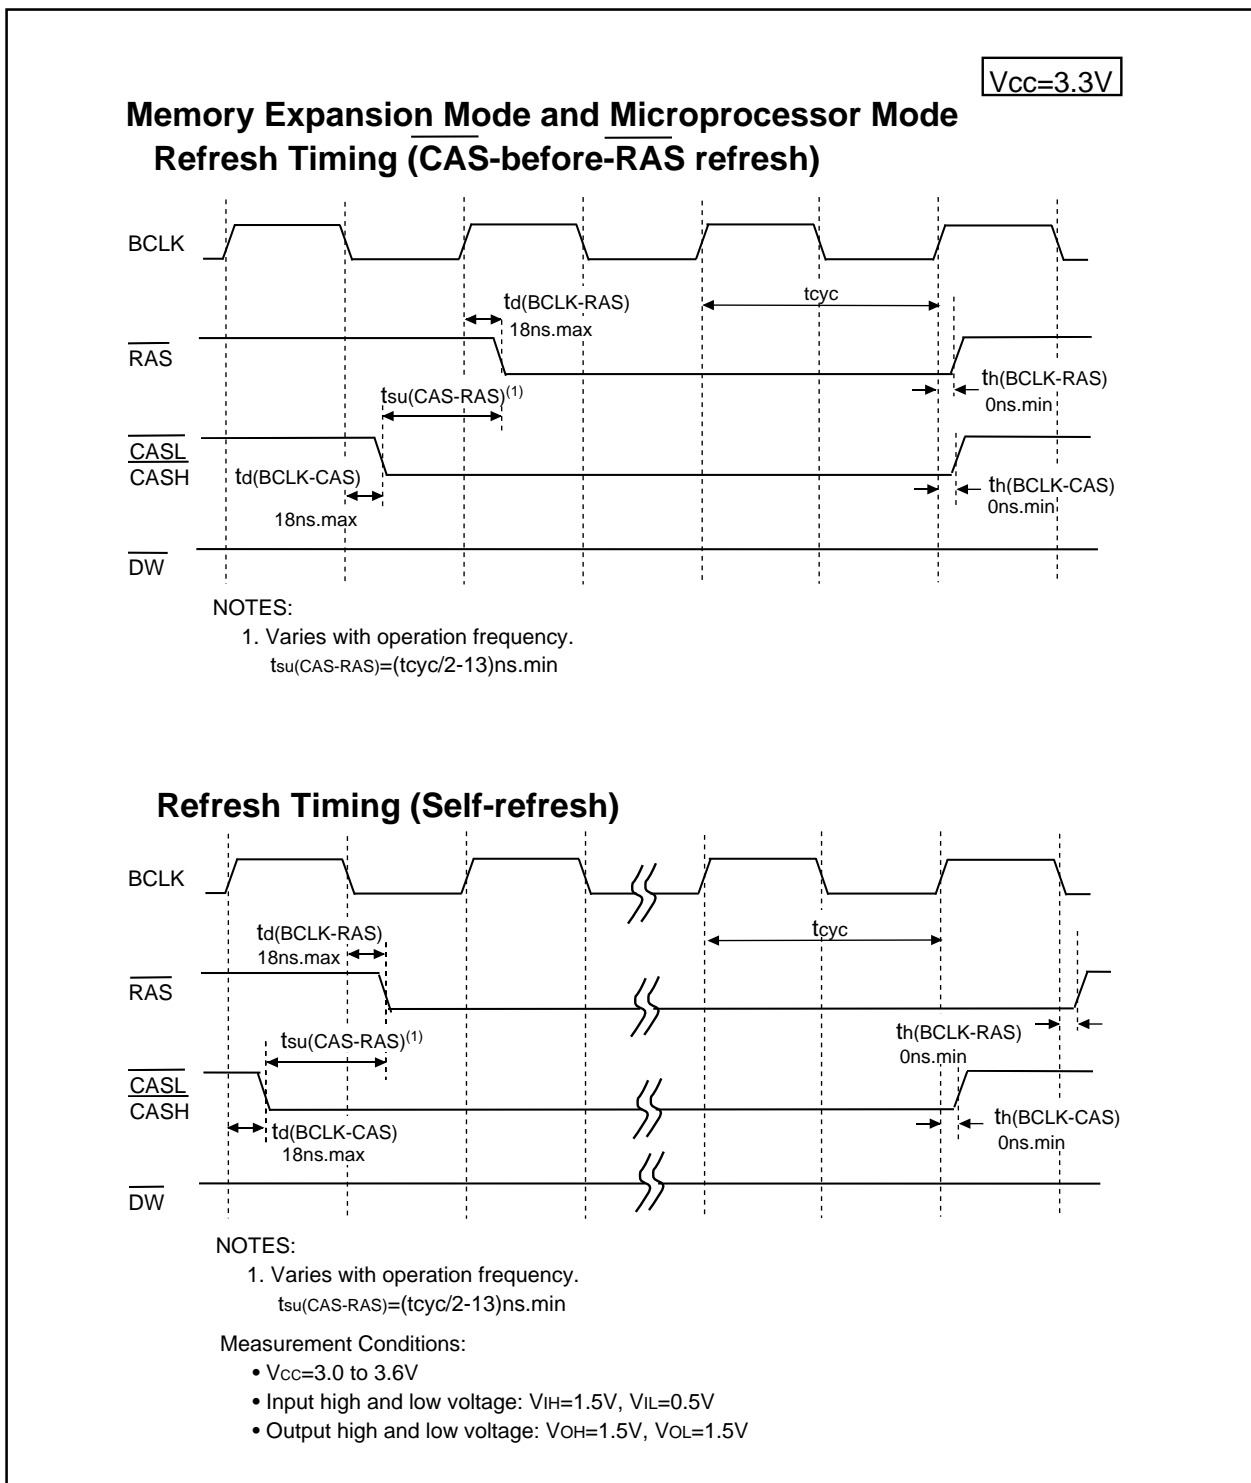 Vcc=3.3V
Memory Expansion Mode and Microprocessor Mode
Refresh Timing (CAS-before-RAS refresh)
BCLK
td(BCLK-RAS)
18ns.max
tcyc
RAS
th(BCLK-RAS)
0ns.min
tsu(CAS-RAS)(1)
CASL
CASH
td(BCLK-CAS)
18ns.max
th(BCLK-CAS)
0ns.min
DW
NOTES:
1. Varies with operation frequency.
tsu(CAS-RAS)=(tcyc/2-13)ns.min
Refresh Timing (Self-refresh)
BCLK
td(BCLK-RAS)
18ns.max
tcyc
RAS
th(BCLK-RAS)
0ns.min
tsu(CAS-RAS)(1)
CASL
CASH
td(BCLK-CAS)
18ns.max
th(BCLK-CAS)
0ns.min
DW
NOTES:
1. Varies with operation frequency.
tsu(CAS-RAS)=(tcyc/2-13)ns.min
Measurement Conditions:
• VCC=3.0 to 3.6V
• Input high and low voltage: VIH=1.5V, VIL=0.5V
• Output high and low voltage: VOH=1.5V, VOL=1.5V